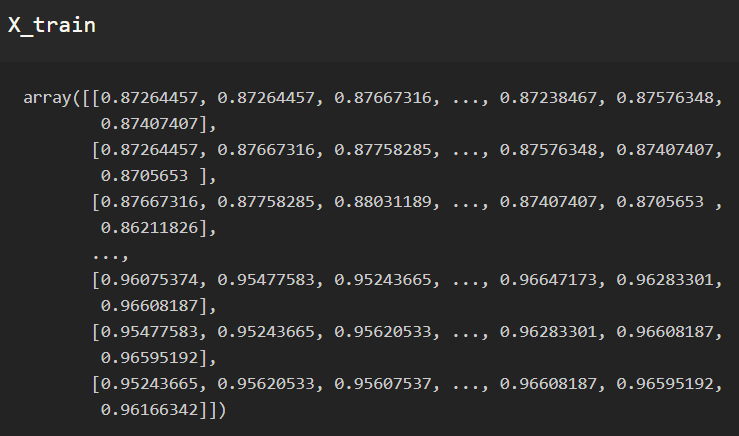 X_train
array([[0.87264457, 0.87264457, 0.87667316, ..., 0.87238467, 0.87576348,
0.87407407],
[0.87264457, 0.87667316, 0.87758285, ..., 0.87576348, 0.87407407,
0.8705653 ],
[0.87667316, 0.87758285, 0.88031189, ..., 0.87407407, 0.8705653 ,
0.86211826],
...,
[0.96075374, 0.95477583, 0.95243665, ..., 0.96647173, 0.96283301,
0.96608187],
[0.95477583, 0.95243665, 0.95620533, ..., 0.96283301, 0.96608187,
0.96595192],
[0.95243665, 0.95620533, 0.95607537, ..., 0.96608187, 0.96595192,
0.96166342]])